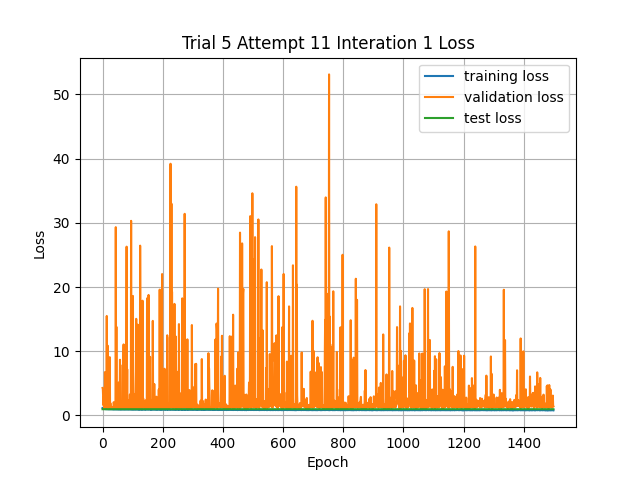 Trial 5 Attempt 11 Interation 1 Loss
training loss
validation loss
test loss
Loss
50
40
30
20
10
0
0 200 400 600 800 1000 1200 1400
Epoch